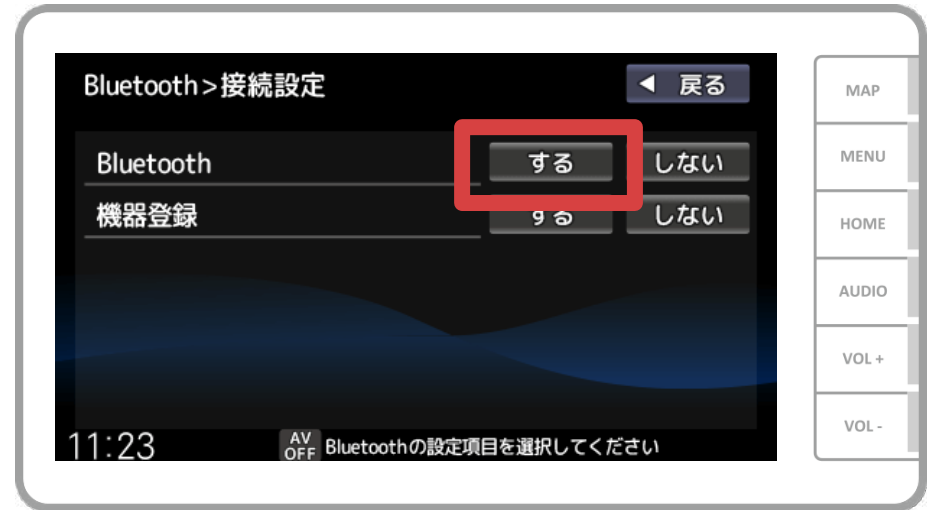 Bluetooth>接続設定
◀ 戻る
Bluetooth する しない
機器登録 する しない
11:23 AV OFF Bluetoothの設定項目を選択してください
MAP
MENU
HOME
AUDIO
VOL +
VOL -